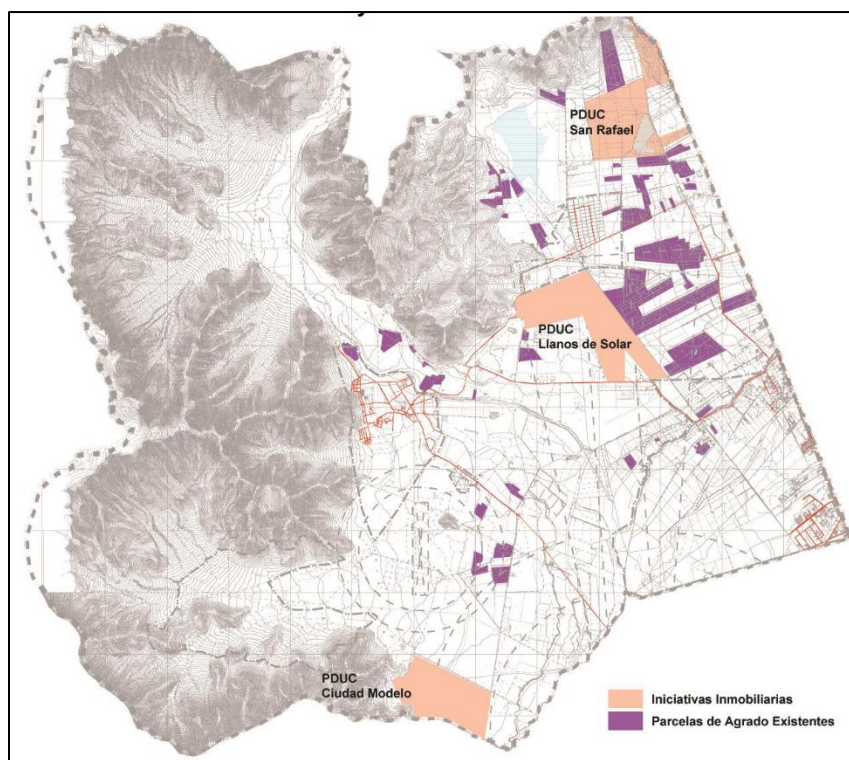 PDUC
San Rafael
PDUC
Llanos de Solar
PDUC
Ciudad Modelo
Iniciativas Inmobiliarias
Parcelas de Agrado Existentes